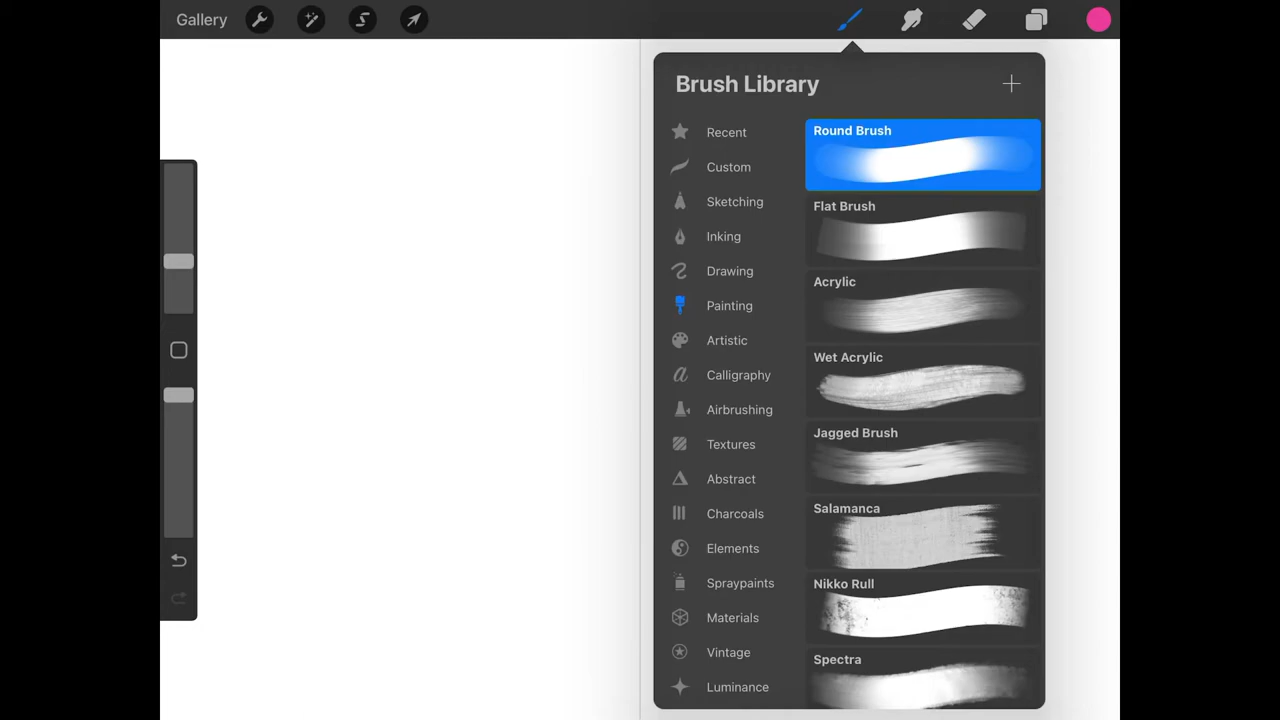 Gallery
Brush Library
Recent
Custom
Sketching
Inking
Drawing
Painting
Artistic
Calligraphy
Airbrushing
Textures
Abstract
Charcoals
Elements
Spraypaints
Materials
Vintage
Luminance
Round Brush
Flat Brush
Acrylic
Wet Acrylic
Jagged Brush
Salamanca
Nikko Rull
Spectra